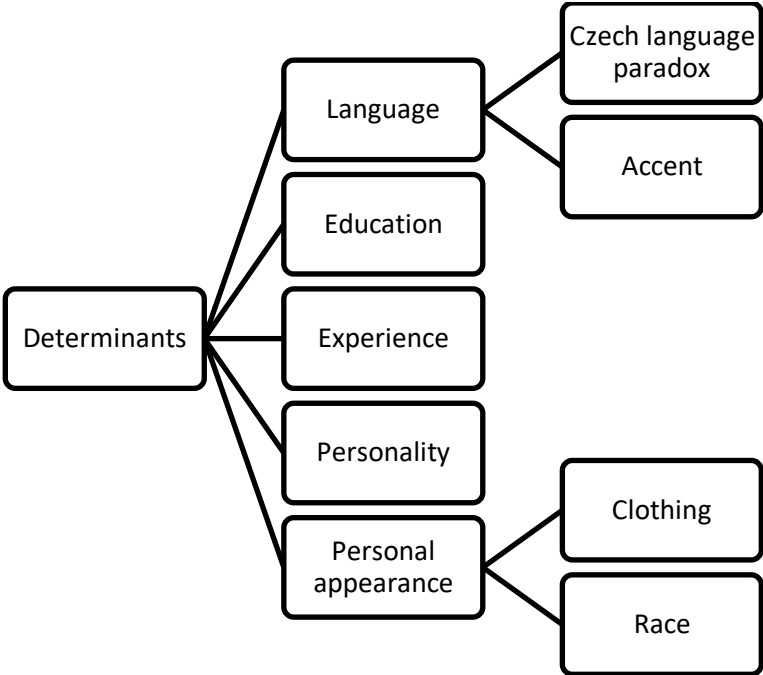 Determinants
Language
Czech language
paradox
Accent
Education
Experience
Personality
Personal
appearance
Clothing
Race